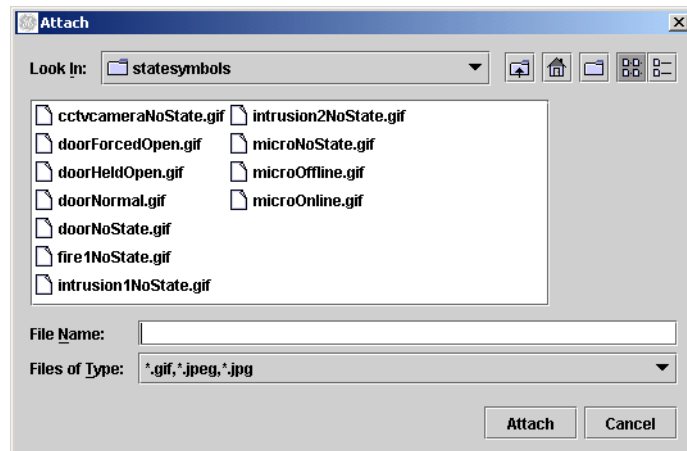 Attach
Look In: statesymbols
cctvcameraNoState.gif
doorForcedOpen.gif
doorHeldOpen.gif
doorNormal.gif
doorNoState.gif
fire1NoState.gif
intrusion1NoState.gif
intrusion2NoState.gif
microNoState.gif
microOffline.gif
microOnline.gif
File Name:
Files of Type: *.gif,*.jpeg,*.jpg
Attach Cancel